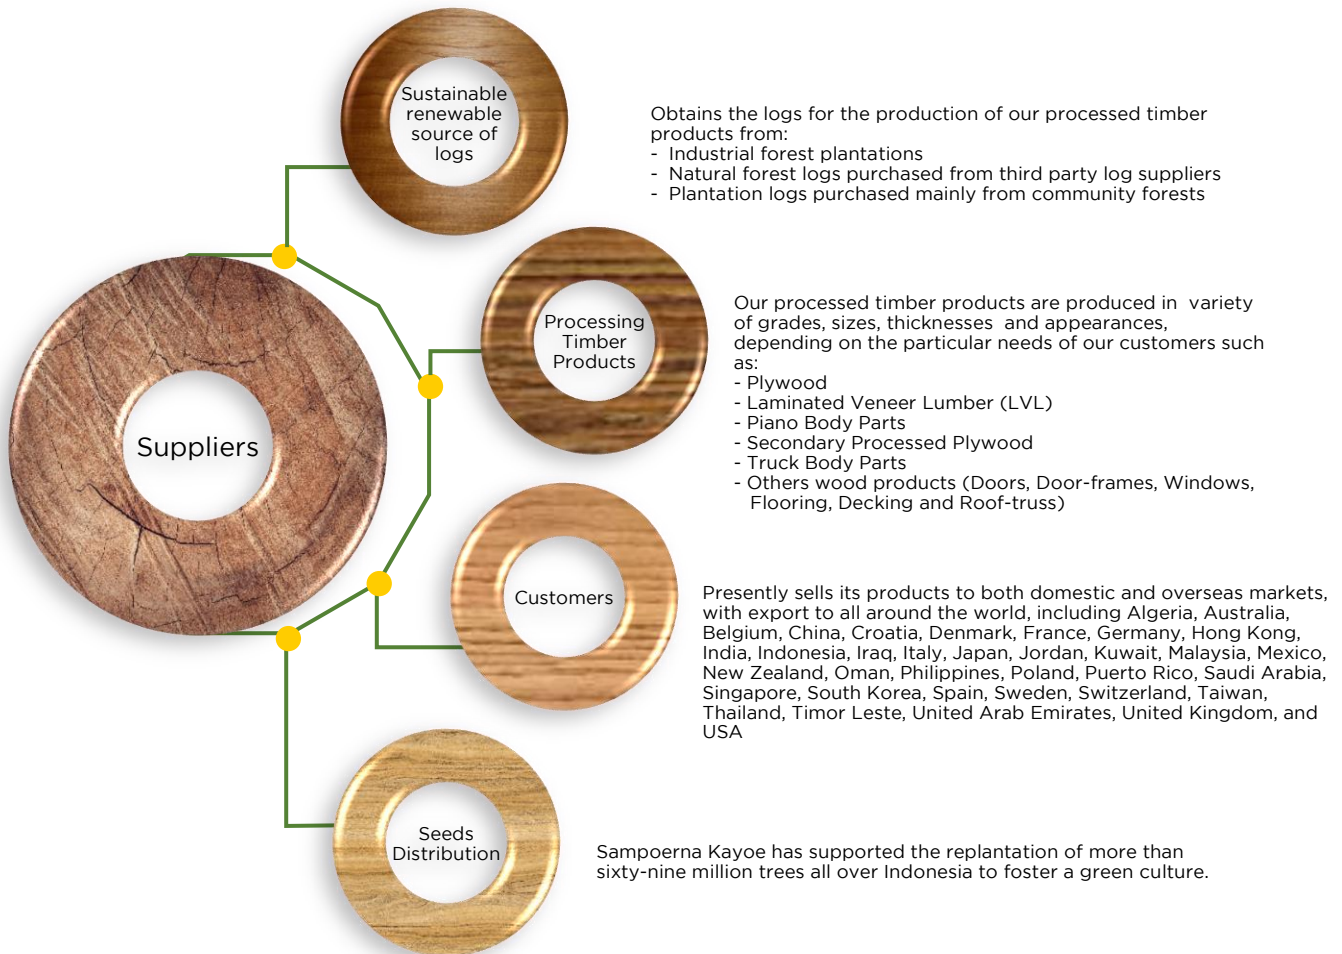 Sustainable
renewable
source of
logs
Obtains the logs for the production of our processed timber
products from:
- Industrial forest plantations
- Natural forest logs purchased from third party log suppliers
- Plantation logs purchased mainly from community forests
Suppliers
Processing
Timber
Products
Our processed timber products are produced in variety
of grades, sizes, thicknesses and appearances,
depending on the particular needs of our customers such
as:
- Plywood
- Laminated Veneer Lumber (LVL)
- Piano Body Parts
- Secondary Processed Plywood
- Truck Body Parts
- Others wood products (Doors, Door-frames, Windows,
Flooring, Decking and Roof-truss)
Customers
Presently sells its products to both domestic and overseas markets,
with export to all around the world, including Algeria, Australia,
Belgium, China, Croatia, Denmark, France, Germany, Hong Kong,
India, Indonesia, Iraq, Italy, Japan, Jordan, Kuwait, Malaysia, Mexico,
New Zealand, Oman, Philippines, Poland, Puerto Rico, Saudi Arabia,
Singapore, South Korea, Spain, Sweden, Switzerland, Taiwan,
Thailand, Timor Leste, United Arab Emirates, United Kingdom, and
USA
Seeds
Distribution
Sampoerna Kayoe has supported the replantation of more than
sixty-nine million trees all over Indonesia to foster a green culture.